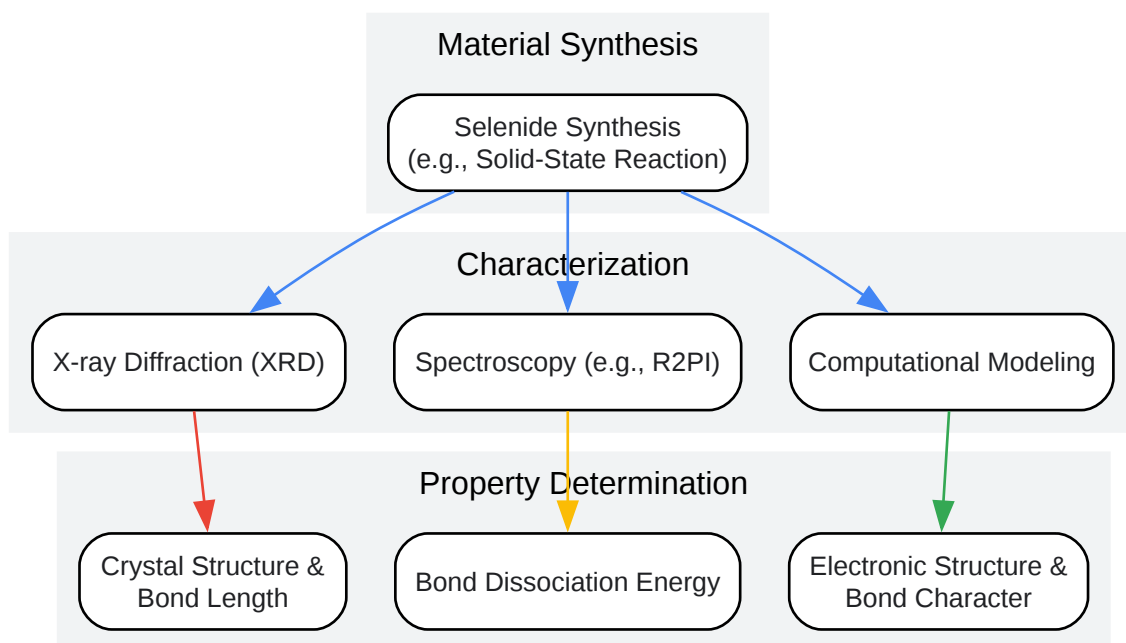 Material Synthesis
Selenide Synthesis
(e.g., Solid-State Reaction)
Characterization
X-ray Diffraction (XRD)
Spectroscopy (e.g., R2PI)
Computational Modeling
Property Determination
Crystal Structure &
Bond Length
Bond Dissociation Energy
Electronic Structure &
Bond Character